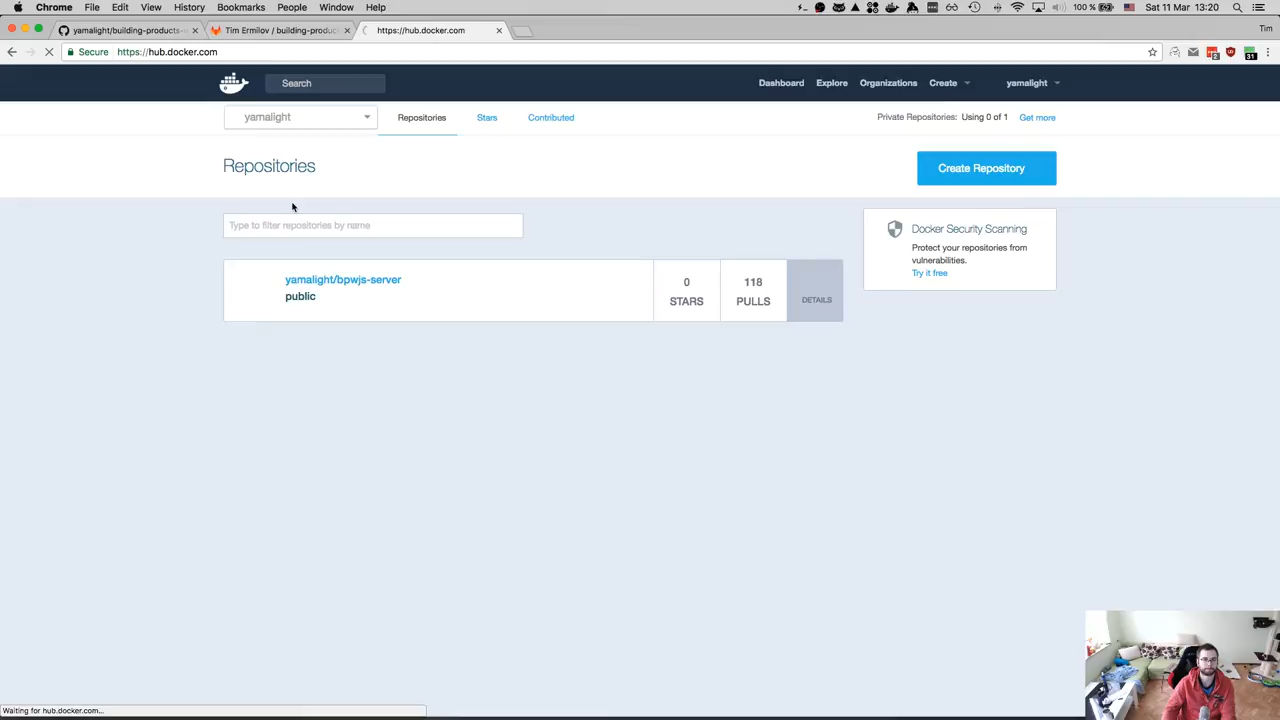 Chrome File Edit View History Bookmarks People Window Help 100 % Sat 11 Mar 13:20
yamalight/building-products- Tim Ermilov / building-produc https://hub.docker.com Tim
Secure https://hub.docker.com 2 31
Search Dashboard Explore Organizations Create yamalight
yamalight Repositories Stars Contributed Private Repositories: Using 0 of 1 Get more
Repositories Create Repository
Type to filter repositories by name
Docker Security Scanning
Protect your repositories from
vulnerabilities.
Try it free
yamalight/bpwjs-server
public
0
STARS
118
PULLS
DETAILS
Waiting for hub.docker.com...